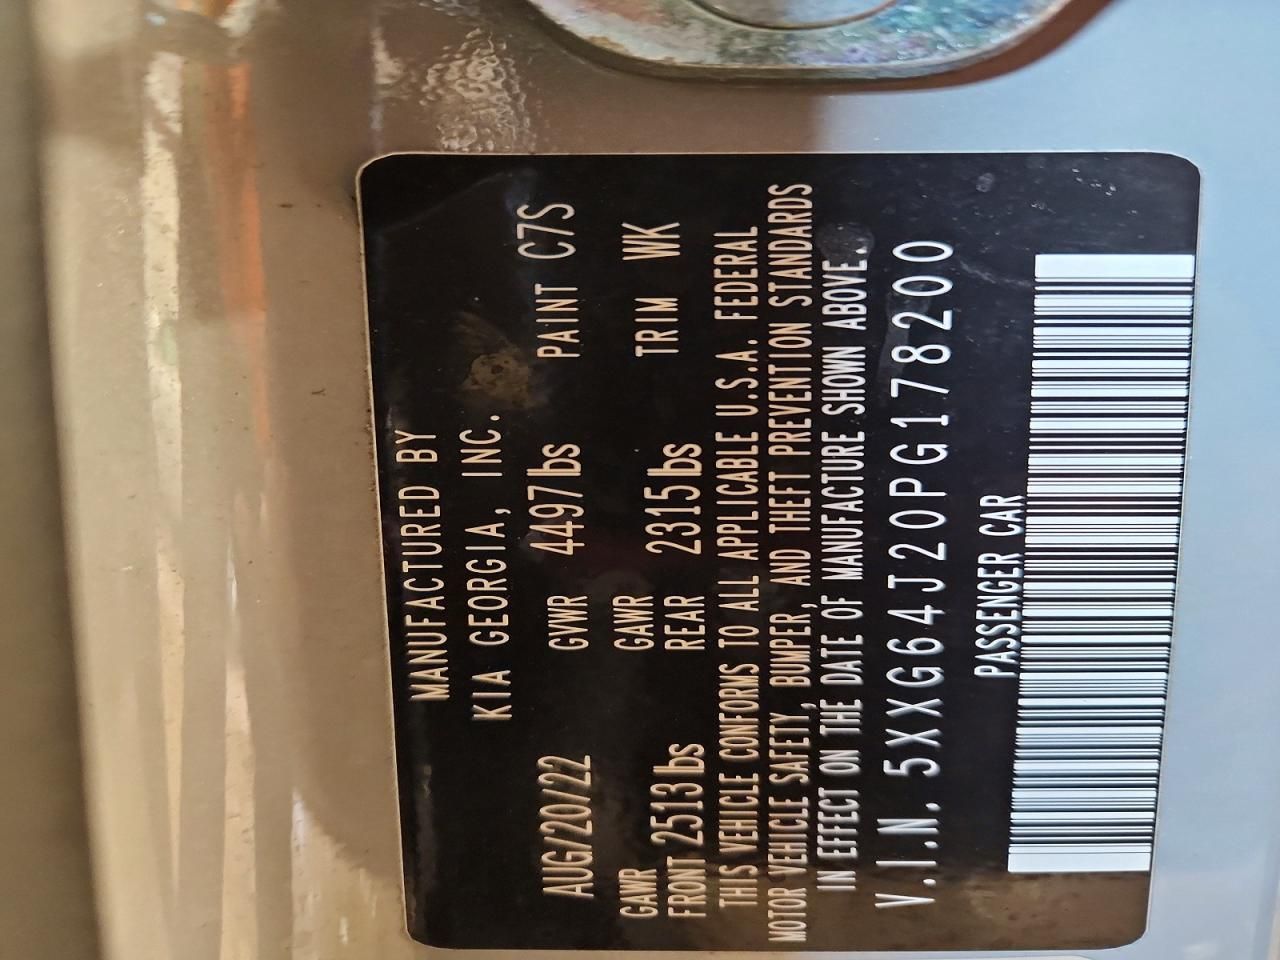 MANUFACTURED BY
KIA GEORGIA, INC.
AUG/20/22 GVWR 4497lbs PAINT C7S
GAWR FRONT 2513lbs GAWR REAR 2315lbs TRIM WK
THIS VEHICLE CONFORMS TO ALL APPLICABLE U.S.A. FEDERAL
MOTOR VEHICLE SAFETY, BUMPER, AND THEFT PREVENTION STANDARDS
IN EFFECT ON THE DATE OF MANUFACTURE SHOWN ABOVE.
V.I.N. 5XXG64J20PG178200
PASSENGER CAR